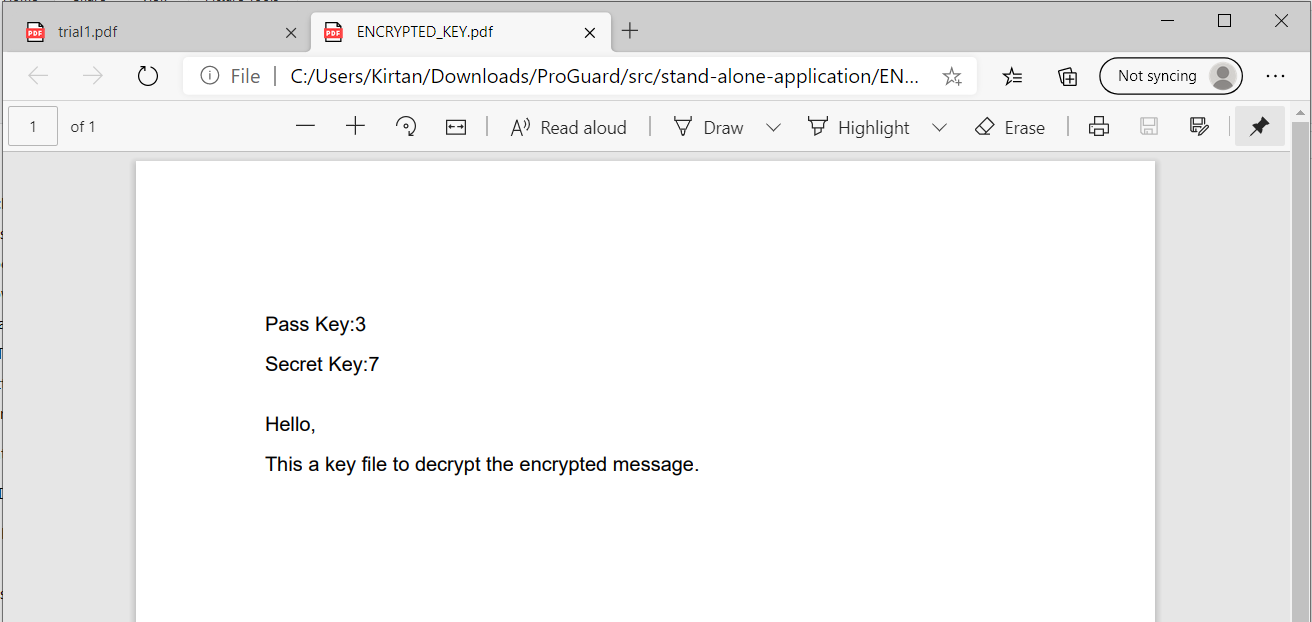 trial1.pdf
ENCRYPTED_KEY.pdf
File
C:/Users/Kirtan/Downloads/ProGuard/src/stand-alone-application/EN...
Not syncing
1
of 1
Read aloud
Draw
Highlight
Erase
Pass Key:3
Secret Key:7
Hello,
This a key file to decrypt the encrypted message.